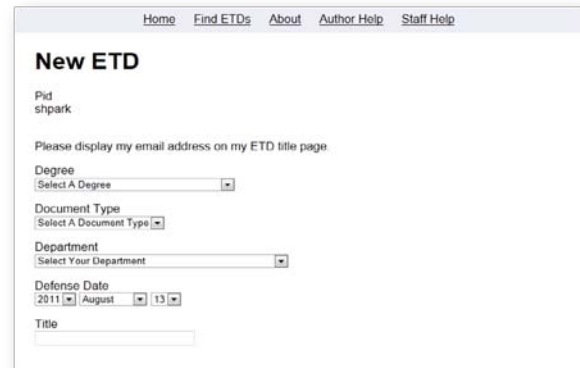 Home Find ETDs About Author Help Staff Help
New ETD
Pid
shpark
Please display my email address on my ETD title page.
Degree
Select A Degree
Document Type
Select A Document Type
Department
Select Your Department
Defense Date
2011 August 13
Title